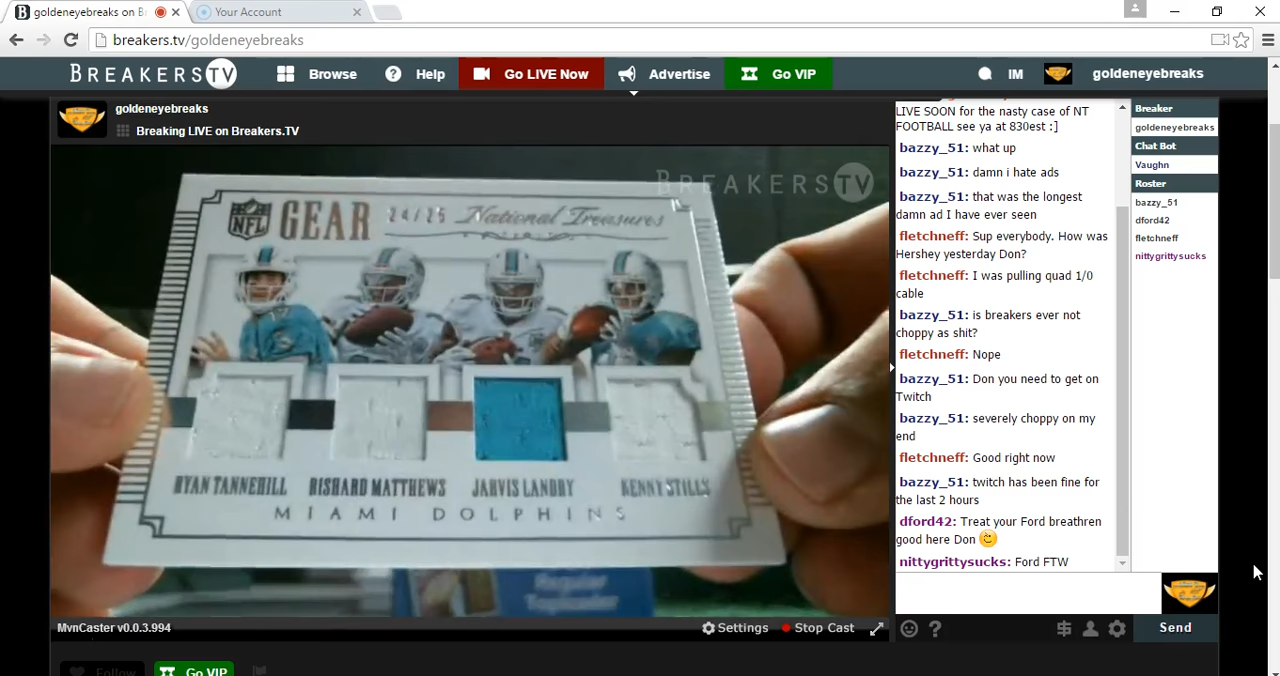 goldeneyebreaks on B
Your Account
breakers.tv/goldeneyebreaks
BREAKERSTV
Browse
Help
Go LIVE Now
Advertise
Go VIP
IM
goldeneyebreaks
goldeneyebreaks
Breaking LIVE on Breakers.TV
BREAKERSTV
NFL
GEAR
24/25
National Treasures
RYAN TANNEHILL
RISHARD MATTHEWS
JARVIS LANDRY
KENNY STILLS
MIAMI DOLPHINS
Regular
Toploader
MvnCaster v0.0.3.994
Settings
Stop Cast
Follow
Go VIP
LIVE SOON for the nasty case of NT
FOOTBALL see ya at 830est :]
bazzy_51: what up
bazzy_51: damn i hate ads
bazzy_51: that was the longest
damn ad I have ever seen
fletchneff: Sup everybody. How was
Hershey yesterday Don?
fletchneff: I was pulling quad 1/0
cable
bazzy_51: is breakers ever not
choppy as shit?
fletchneff: Nope
bazzy_51: Don you need to get on
Twitch
bazzy_51: severely choppy on my
end
fletchneff: Good right now
bazzy_51: twitch has been fine for
the last 2 hours
dford42: Treat your Ford breathren
good here Don
nittygrittysucks: Ford FTW
Send
Breaker
goldeneyebreaks
Chat Bot
Vaughn
Roster
bazzy_51
dford42
fletchneff
nittygrittysucks